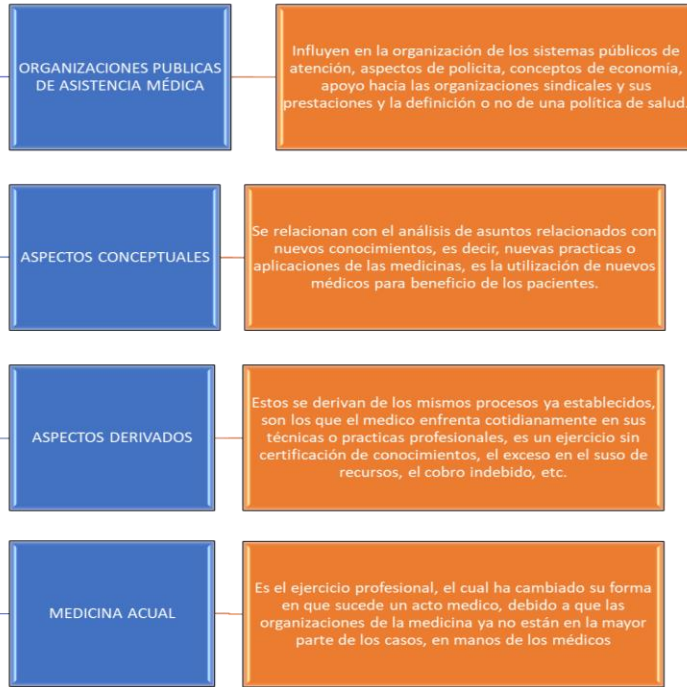 ORGANIZACIONES PUBLICAS
DE ASISTENCIA MÉDICA
Influyen en la organización de los sistemas públicos de
atención, aspectos de policita, conceptos de economía,
apoyo hacia las organizaciones sindicales y sus
prestaciones y la definición o no de una política de salud.
ASPECTOS CONCEPTUALES
Se relacionan con el análisis de asuntos relacionados con
nuevos conocimientos, es decir, nuevas practicas o
aplicaciones de las medicinas, es la utilización de nuevos
médicos para beneficio de los pacientes.
ASPECTOS DERIVADOS
Estos se derivan de los mismos procesos ya establecidos,
son los que el medico enfrenta cotidianamente en sus
técnicas o practicas profesionales, es un ejercicio sin
certificación de conocimientos, el exceso en el suso de
recursos, el cobro indebido, etc.
MEDICINA ACUAL
Es el ejercicio profesional, el cual ha cambiado su forma
en que sucede un acto medico, debido a que las
organizaciones de la medicina ya no están en la mayor
parte de los casos, en manos de los médicos